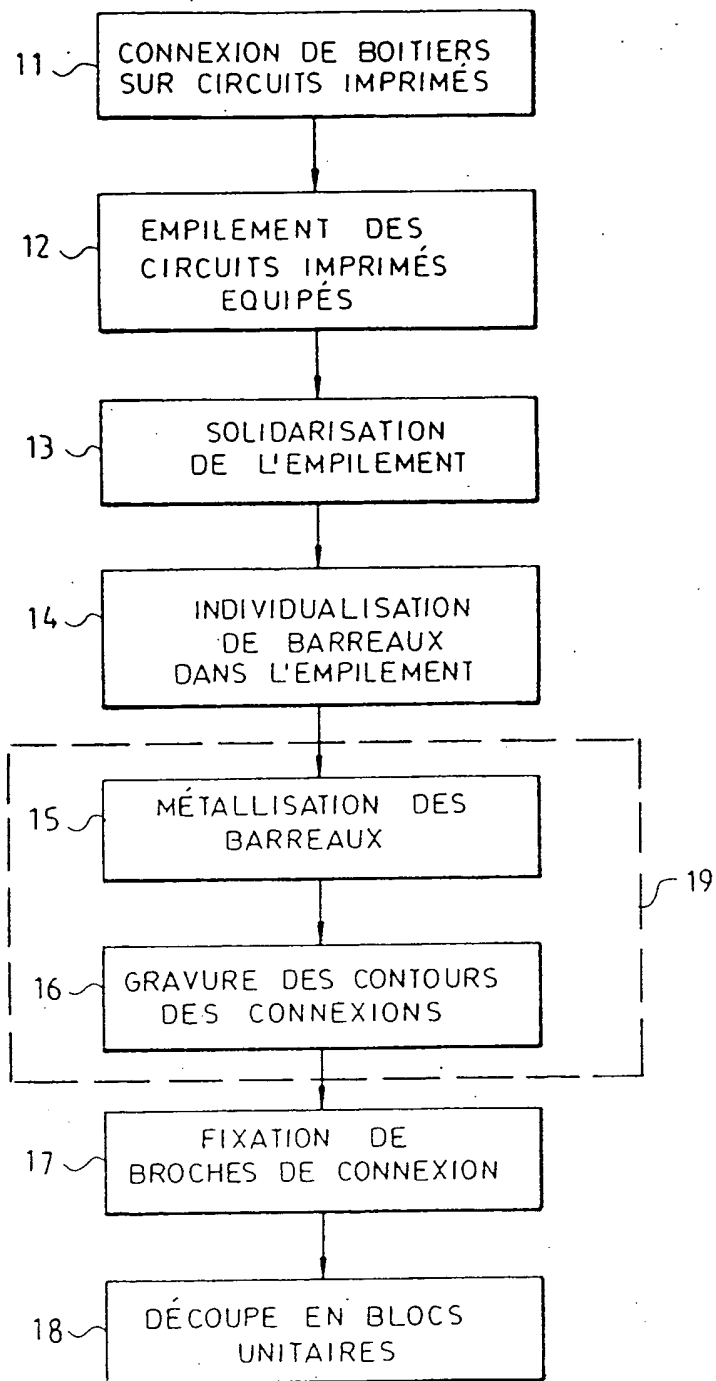 11
CONNEXION DE BOITIERS
SUR CIRCUITS IMPRIMÉS
12
EMPILEMENT DES
CIRCUITS IMPRIMÉS
EQUIPÉS
13
SOLIDARISATION
DE L'EMPILEMENT
14
INDIVIDUALISATION
DE BARREAUX
DANS L'EMPILEMENT
15
MÉTALLISATION DES
BARREAUX
19
16
GRAVURE DES CONTOURS
DES CONNEXIONS
17
FIXATION DE
BROCHES DE CONNEXION
18
DÉCOUPE EN BLOCS
UNITAIRES